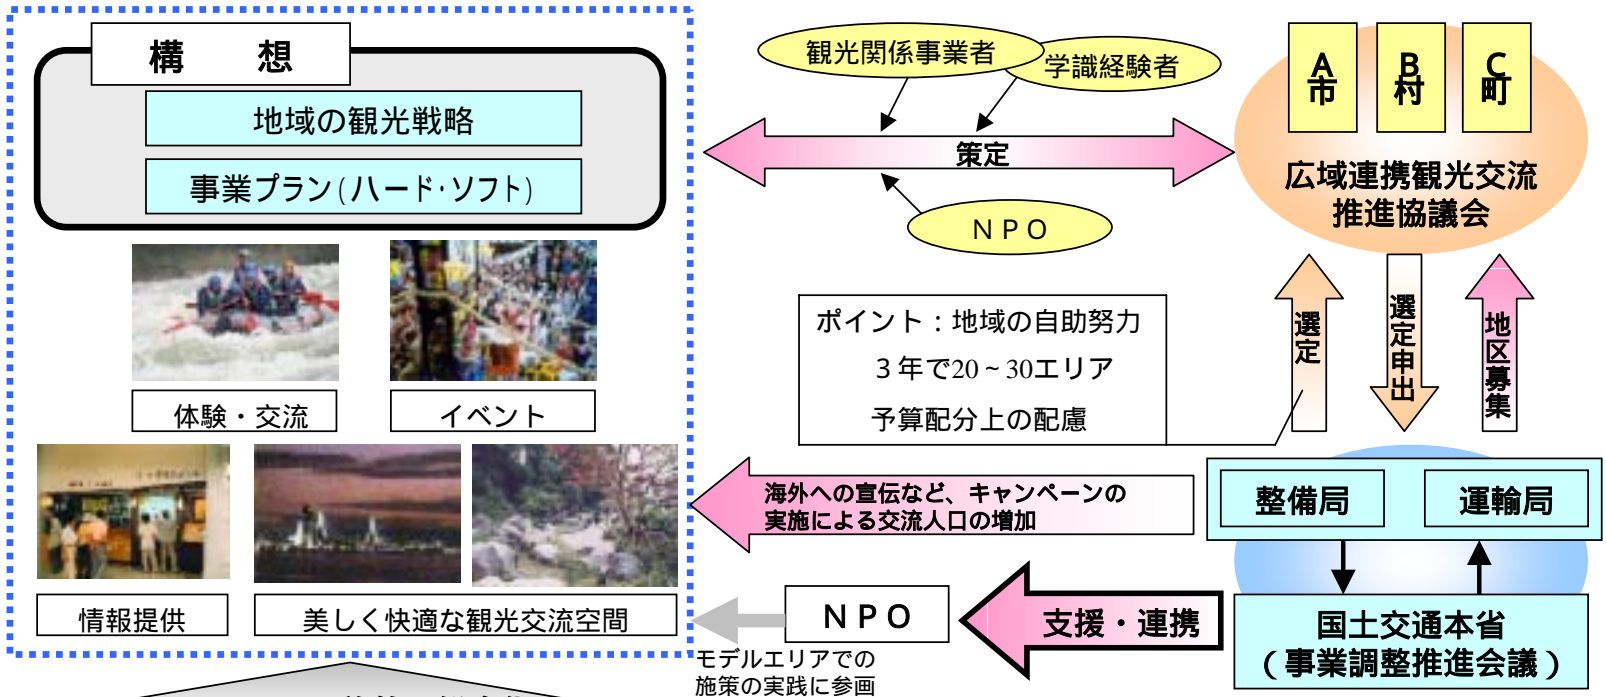 構　想
地域の観光戦略
事業プラン(ハード・ソフト)
体験・交流
イベント
情報提供
美しく快適な観光交流空間
観光関係事業者
学識経験者
策定
ＮＰＯ
A市
B村
C町
広域連携観光交流
推進協議会
ポイント：地域の自助努力
３年で20～30エリア
予算配分上の配慮
選定
選定申出
地区募集
海外への宣伝など、キャンペーンの
実施による交流人口の増加
整備局
運輸局
ＮＰＯ
支援・連携
国土交通本省
（事業調整推進会議）
モデルエリアでの
施策の実践に参画